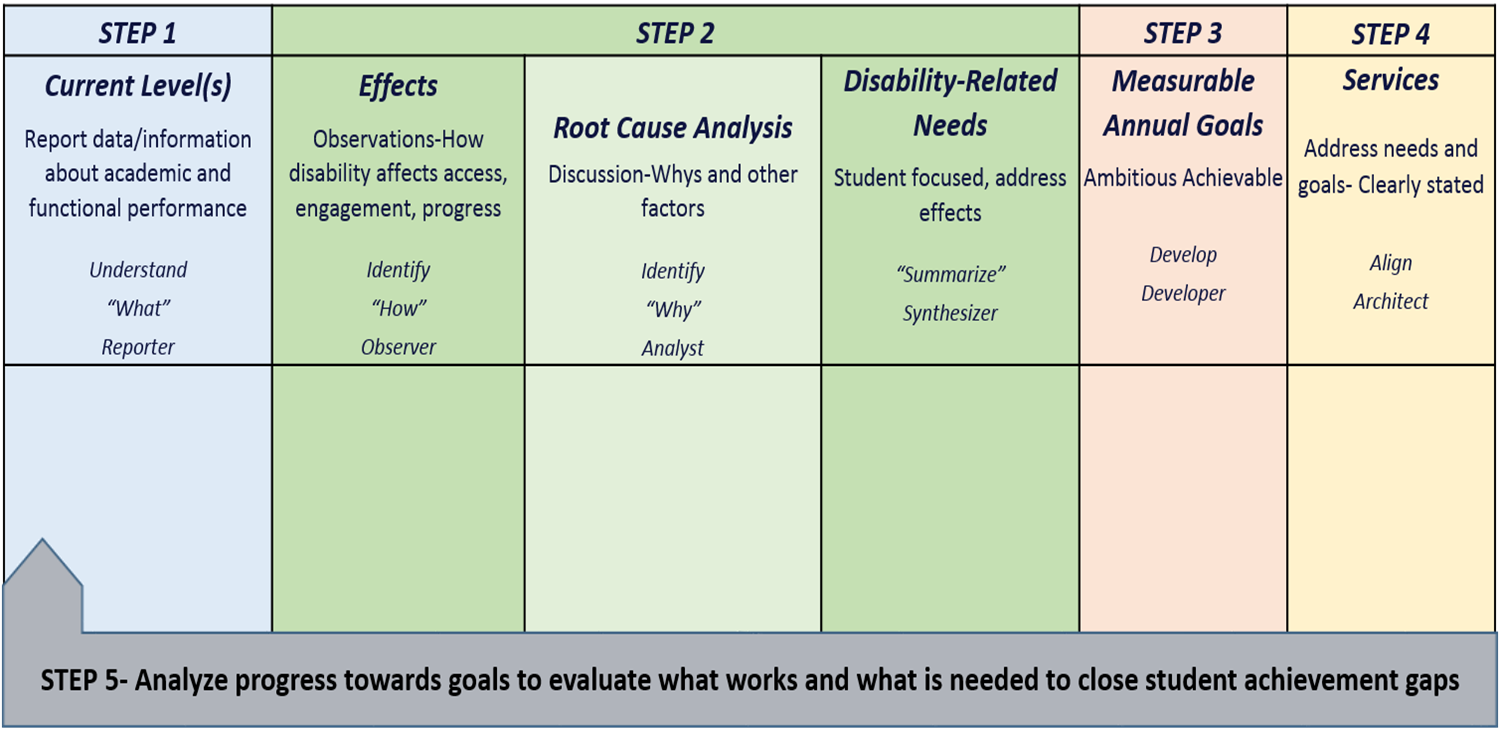 STEP 1
STEP 2
STEP 3
STEP 4
Current Level(s)
Report data/information
about academic and
functional performance
Understand
“What”
Reporter
Effects
Observations-How
disability affects access,
engagement, progress
Identify
“How”
Observer
Root Cause Analysis
Discussion-Whys and other
factors
Identify
“Why”
Analyst
Disability-Related
Needs
Student focused, address
effects
“Summarize”
Synthesizer
Measurable
Annual Goals
Ambitious Achievable
Develop
Developer
Services
Address needs and
goals- Clearly stated
Align
Architect
STEP 5- Analyze progress towards goals to evaluate what works and what is needed to close student achievement gaps